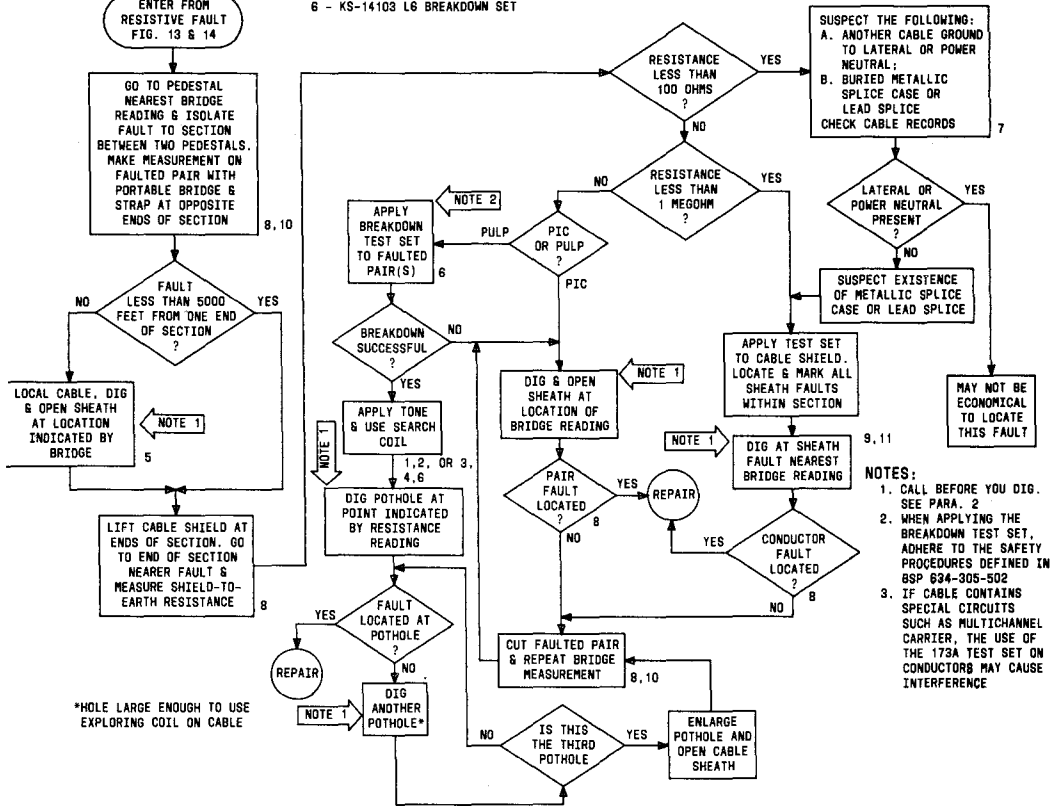 6 - KS-14103 L6 BREAKDOWN SET
ENTER FROM
RESISTIVE FAULT
FIG. 13 & 14
GO TO PEDESTAL
NEAREST BRIDGE
READING & ISOLATE
FAULT TO SECTION
BETWEEN TWO PEDESTALS.
MAKE MEASUREMENT ON
FAULTED PAIR WITH
PORTABLE BRIDGE &
STRAP AT OPPOSITE
ENDS OF SECTION
8,10
FAULT
LESS THAN 5000
FEET FROM ONE END
OF SECTION
?
NO
YES
LOCAL CABLE, DIG
& OPEN SHEATH
AT LOCATION
INDICATED BY
BRIDGE
5
NOTE 1
LIFT CABLE SHIELD AT
ENDS OF SECTION. GO
TO END OF SECTION
NEARER FAULT &
MEASURE SHIELD-TO-
EARTH RESISTANCE
8
RESISTANCE
LESS THAN
100 OHMS
?
YES
NO
SUSPECT THE FOLLOWING:
A. ANOTHER CABLE GROUND
TO LATERAL OR POWER
NEUTRAL;
B. BURIED METALLIC
SPLICE CASE OR
LEAD SPLICE
CHECK CABLE RECORDS
7
RESISTANCE
LESS THAN
1 MEGOHM
?
NO
YES
LATERAL OR
POWER NEUTRAL
PRESENT
?
YES
NO
SUSPECT EXISTENCE
OF METALLIC SPLICE
CASE OR LEAD SPLICE
MAY NOT BE
ECONOMICAL
TO LOCATE
THIS FAULT
PIC
OR PULP
?
PULP
PIC
NOTE 2
APPLY
BREAKDOWN
TEST SET
TO FAULTED
PAIR(S)
6
BREAKDOWN
SUCCESSFUL
?
NO
YES
APPLY TONE
& USE SEARCH
COIL
1,2, OR 3,
4,6
NOTE 1
DIG POTHOLE AT
POINT INDICATED
BY RESISTANCE
READING
FAULT
LOCATED AT
POTHOLE
?
YES
NO
REPAIR
DIG
ANOTHER
POTHOLE*
NOTE 1
*HOLE LARGE ENOUGH TO USE
EXPLORING COIL ON CABLE
DIG & OPEN
SHEATH AT
LOCATION OF
BRIDGE READING
NOTE 1
PAIR
FAULT
LOCATED
?
8
YES
NO
REPAIR
APPLY TEST SET
TO CABLE SHIELD.
LOCATE & MARK ALL
SHEATH FAULTS
WITHIN SECTION
9,11
NOTE 1
DIG AT SHEATH
FAULT NEAREST
BRIDGE READING
CONDUCTOR
FAULT
LOCATED
?
8
YES
NO
CUT FAULTED PAIR
& REPEAT BRIDGE
MEASUREMENT
8,10
IS THIS
THE THIRD
POTHOLE
NO
YES
ENLARGE
POTHOLE AND
OPEN CABLE
SHEATH
NOTES:
1. CALL BEFORE YOU DIG.
SEE PARA. 2
2. WHEN APPLYING THE
BREAKDOWN TEST SET,
ADHERE TO THE SAFETY
PROCEDURES DEFINED IN
BSP 634-305-502
3. IF CABLE CONTAINS
SPECIAL CIRCUITS
SUCH AS MULTICHANNEL
CARRIER, THE USE OF
THE 173A TEST SET ON
CONDUCTORS MAY CAUSE
INTERFERENCE